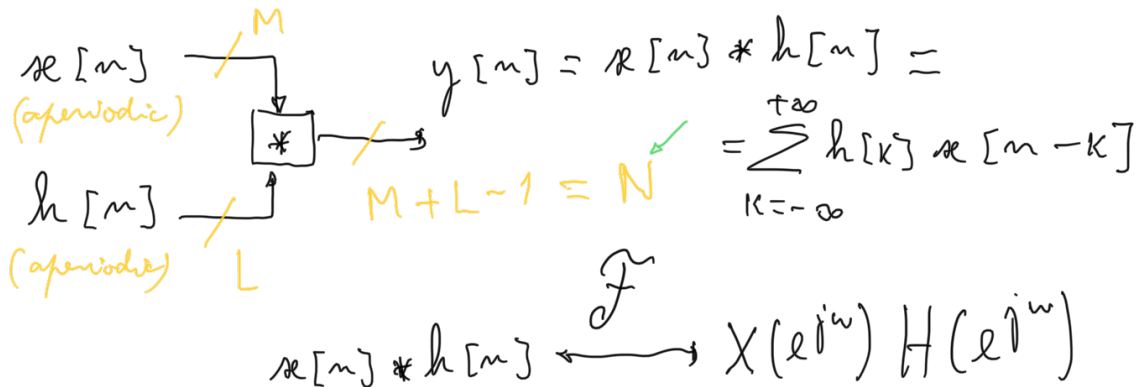 M
x[n]
(aperiodic)
*
y[n] = x[n] * h[n] =
= +∞ ∑ K=-∞ h[K] x[n-K]
M+L-1 = N
h[n]
(aperiodic)
L
F
x[n] * h[n] ⟷ X(e^jω) H(e^jω)